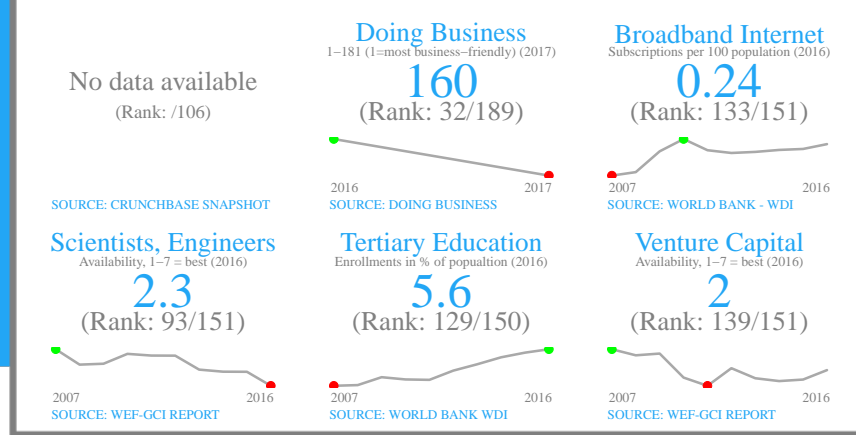 No data available
(Rank: /106)
SOURCE: CRUNCHBASE SNAPSHOT
Doing Business
1−181 (1=most business−friendly) (2017)
160
(Rank: 32/189)
2016 2017
SOURCE: DOING BUSINESS
Broadband Internet
Subscriptions per 100 population (2016)
0.24
(Rank: 133/151)
2007 2016
SOURCE: WORLD BANK - WDI
Scientists, Engineers
Availability, 1−7 = best (2016)
2.3
(Rank: 93/151)
2007 2016
SOURCE: WEF-GCI REPORT
Tertiary Education
Enrollments in % of popualtion (2016)
5.6
(Rank: 129/150)
2007 2016
SOURCE: WORLD BANK WDI
Venture Capital
Availability, 1−7 = best (2016)
2
(Rank: 139/151)
2007 2016
SOURCE: WEF-GCI REPORT